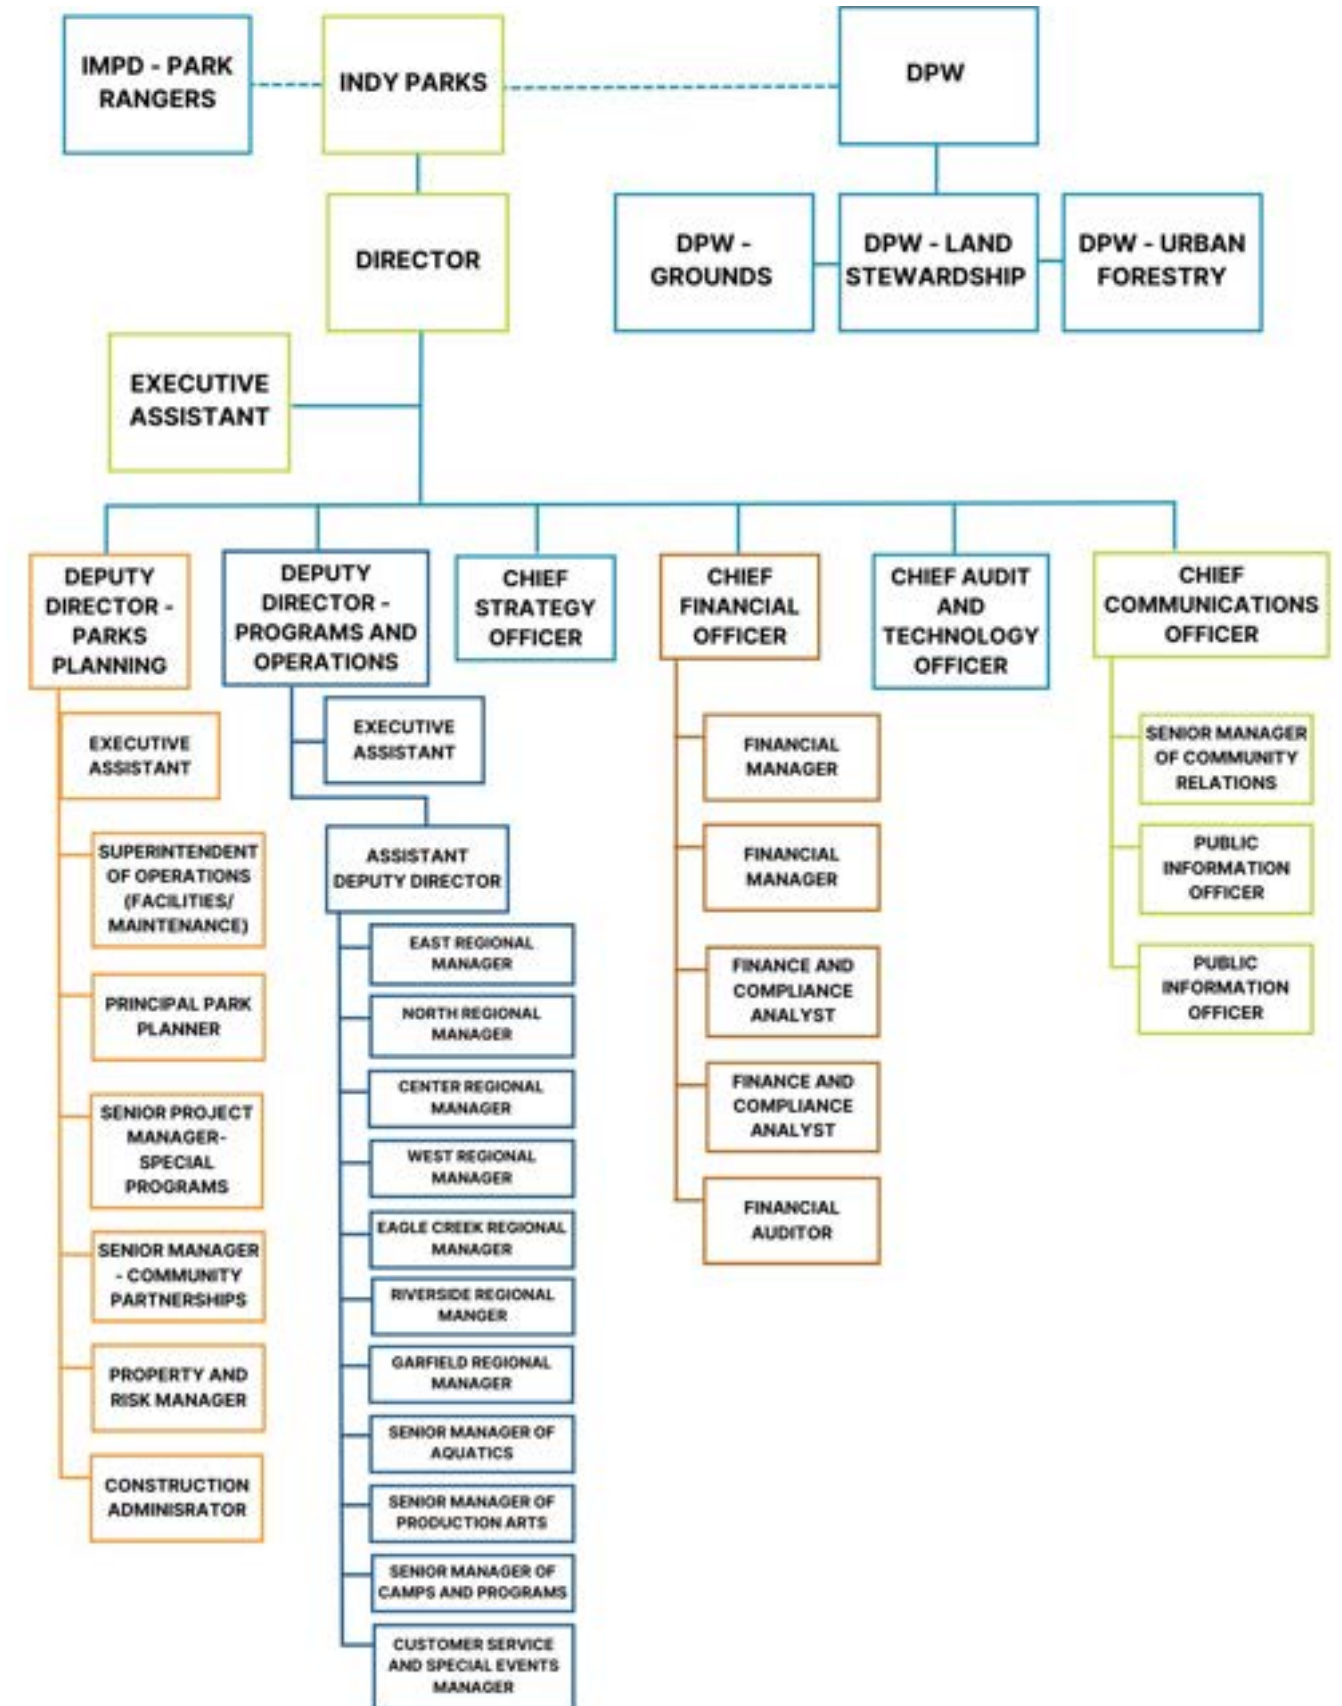 IMPD - PARK
RANGERS
INDY PARKS
DPW
DIRECTOR
DPW -
GROUNDS
DPW - LAND
STEWARDSHIP
DPW - URBAN
FORESTRY
EXECUTIVE
ASSISTANT
DEPUTY
DIRECTOR -
PARKS
PLANNING
DEPUTY
DIRECTOR -
PROGRAMS AND
OPERATIONS
CHIEF
STRATEGY
OFFICER
CHIEF
FINANCIAL
OFFICER
CHIEF AUDIT
AND
TECHNOLOGY
OFFICER
CHIEF
COMMUNICATIONS
OFFICER
EXECUTIVE
ASSISTANT
SUPERINTENDENT
OF OPERATIONS
(FACILITIES/
MAINTENANCE)
PRINCIPAL PARK
PLANNER
SENIOR PROJECT
MANAGER-
SPECIAL
PROGRAMS
SENIOR MANAGER
- COMMUNITY
PARTNERSHIPS
PROPERTY AND
RISK MANAGER
CONSTRUCTION
ADMINISRATOR
EXECUTIVE
ASSISTANT
ASSISTANT
DEPUTY DIRECTOR
EAST REGIONAL
MANAGER
NORTH REGIONAL
MANAGER
CENTER REGIONAL
MANAGER
WEST REGIONAL
MANAGER
EAGLE CREEK REGIONAL
MANAGER
RIVERSIDE REGIONAL
MANGER
GARFIELD REGIONAL
MANAGER
SENIOR MANAGER OF
AQUATICS
SENIOR MANAGER OF
PRODUCTION ARTS
SENIOR MANAGER OF
CAMPS AND PROGRAMS
CUSTOMER SERVICE
AND SPECIAL EVENTS
MANAGER
FINANCIAL
MANAGER
FINANCIAL
MANAGER
FINANCE AND
COMPLIANCE
ANALYST
FINANCE AND
COMPLIANCE
ANALYST
FINANCIAL
AUDITOR
SENIOR MANAGER
OF COMMUNITY
RELATIONS
PUBLIC
INFORMATION
OFFICER
PUBLIC
INFORMATION
OFFICER